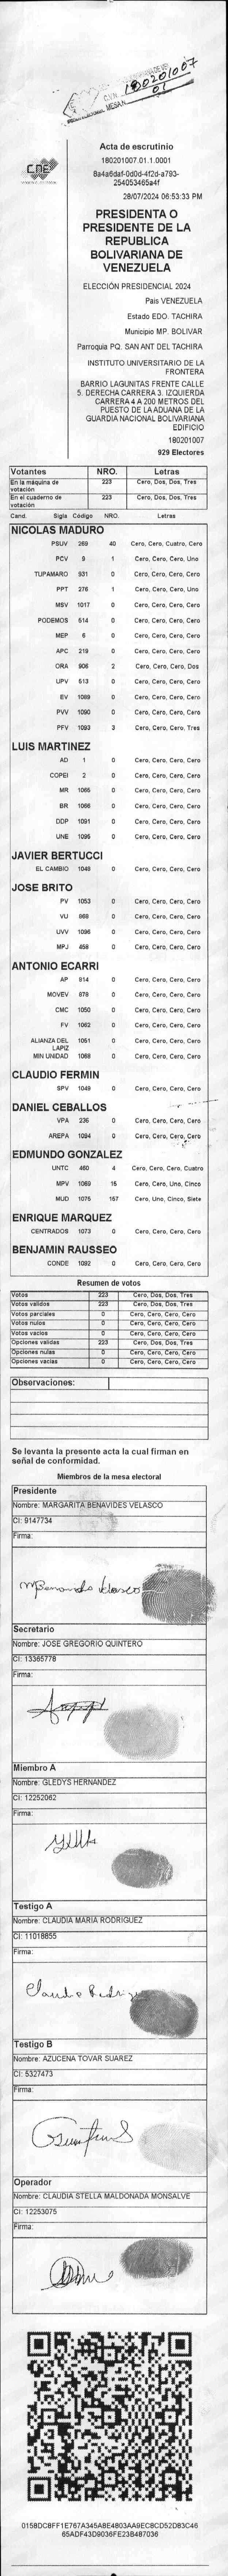 180201007
01
C.V.
MESA N
CNE
Acta de escrutinio
180201007.01.1.0001
8a4a6daf-0d0d-4f2d-a793-
254053465a4f
28/07/2024 06:53:33 PM
PRESIDENTA O
PRESIDENTE DE LA
REPUBLICA
BOLIVARIANA DE
VENEZUELA
ELECCIÓN PRESIDENCIAL 2024
Pais VENEZUELA
Estado EDO. TACHIRA
Municipio MP. BOLIVAR
Parroquia PQ. SAN ANT DEL TACHIRA
INSTITUTO UNIVERSITARIO DE LA
FRONTERA
BARRIO LAGUNITAS FRENTE CALLE
5. DERECHA CARRERA 3. IZQUIERDA
CARRERA 4 A 200 METROS DEL
PUESTO DE LA ADUANA DE LA
GUARDIA NACIONAL BOLIVARIANA
EDIFICIO
180201007
929 Electores
Votantes NRO. Letras
En la máquina de votación 223 Cero, Dos, Dos, Tres
En el cuaderno de votación 223 Cero, Dos, Dos, Tres
Cand. Sigla Código NRO. Letras
NICOLAS MADURO
PSUV 269 40 Cero, Cero, Cuatro, Cero
PCV 9 1 Cero, Cero, Cero, Uno
TUPAMARO 931 0 Cero, Cero, Cero, Cero
PPT 276 1 Cero, Cero, Cero, Uno
MSV 1017 0 Cero, Cero, Cero, Cero
PODEMOS 514 0 Cero, Cero, Cero, Cero
MEP 6 0 Cero, Cero, Cero, Cero
APC 219 0 Cero, Cero, Cero, Cero
ORA 906 2 Cero, Cero, Cero, Dos
UPV 513 0 Cero, Cero, Cero, Cero
EV 1089 0 Cero, Cero, Cero, Cero
PVV 1090 0 Cero, Cero, Cero, Cero
PFV 1093 3 Cero, Cero, Cero, Tres
LUIS MARTINEZ
AD 1 0 Cero, Cero, Cero, Cero
COPEI 2 0 Cero, Cero, Cero, Cero
MR 1065 0 Cero, Cero, Cero, Cero
BR 1066 0 Cero, Cero, Cero, Cero
DDP 1091 0 Cero, Cero, Cero, Cero
UNE 1095 0 Cero, Cero, Cero, Cero
JAVIER BERTUCCI
EL CAMBIO 1048 0 Cero, Cero, Cero, Cero
JOSE BRITO
PV 1053 0 Cero, Cero, Cero, Cero
VU 868 0 Cero, Cero, Cero, Cero
UVV 1096 0 Cero, Cero, Cero, Cero
MPJ 458 0 Cero, Cero, Cero, Cero
ANTONIO ECARRI
AP 914 0 Cero, Cero, Cero, Cero
MOVEV 879 0 Cero, Cero, Cero, Cero
CMC 1050 0 Cero, Cero, Cero, Cero
FV 1062 0 Cero, Cero, Cero, Cero
ALIANZA DEL LAPIZ 1051 0 Cero, Cero, Cero, Cero
MIN UNIDAD 1068 0 Cero, Cero, Cero, Cero
CLAUDIO FERMIN
SPV 1049 0 Cero, Cero, Cero, Cero
DANIEL CEBALLOS
VPA 236 0 Cero, Cero, Cero, Cero
AREPA 1094 0 Cero, Cero, Cero, Cero
EDMUNDO GONZALEZ
UNTC 460 4 Cero, Cero, Cero, Cuatro
MPV 1069 15 Cero, Cero, Uno, Cinco
MUD 1075 157 Cero, Uno, Cinco, Siete
ENRIQUE MARQUEZ
CENTRADOS 1073 0 Cero, Cero, Cero, Cero
BENJAMIN RAUSSEO
CONDE 1092 0 Cero, Cero, Cero, Cero
Resumen de votos
Votos 223 Cero, Dos, Dos, Tres
Votos validos 223 Cero, Dos, Dos, Tres
Votos parciales 0 Cero, Cero, Cero, Cero
Votos nulos 0 Cero, Cero, Cero, Cero
Votos vacios 0 Cero, Cero, Cero, Cero
Opciones validas 223 Cero, Dos, Dos, Tres
Opciones nulas 0 Cero, Cero, Cero, Cero
Opciones vacias 0 Cero, Cero, Cero, Cero
Observaciones:
Se levanta la presente acta la cual firman en
señal de conformidad.
Miembros de la mesa electoral
Presidente
Nombre: MARGARITA BENAVIDES VELASCO
CI: 9147734
Firma:
Secretario
Nombre: JOSE GREGORIO QUINTERO
CI: 13365778
Firma:
Miembro A
Nombre: GLEDYS HERNANDEZ
CI: 12252062
Firma:
Testigo A
Nombre: CLAUDIA MARIA RODRIGUEZ
CI: 11018855
Firma:
Testigo B
Nombre: AZUCENA TOVAR SUAREZ
CI: 5327473
Firma:
Operador
Nombre: CLAUDIA STELLA MALDONADA MONSALVE
CI: 12253075
Firma:
0158DC8FF1E767A345A8E4803AA9EC8CD52D83C46
65ADF43D9036FE23B487036